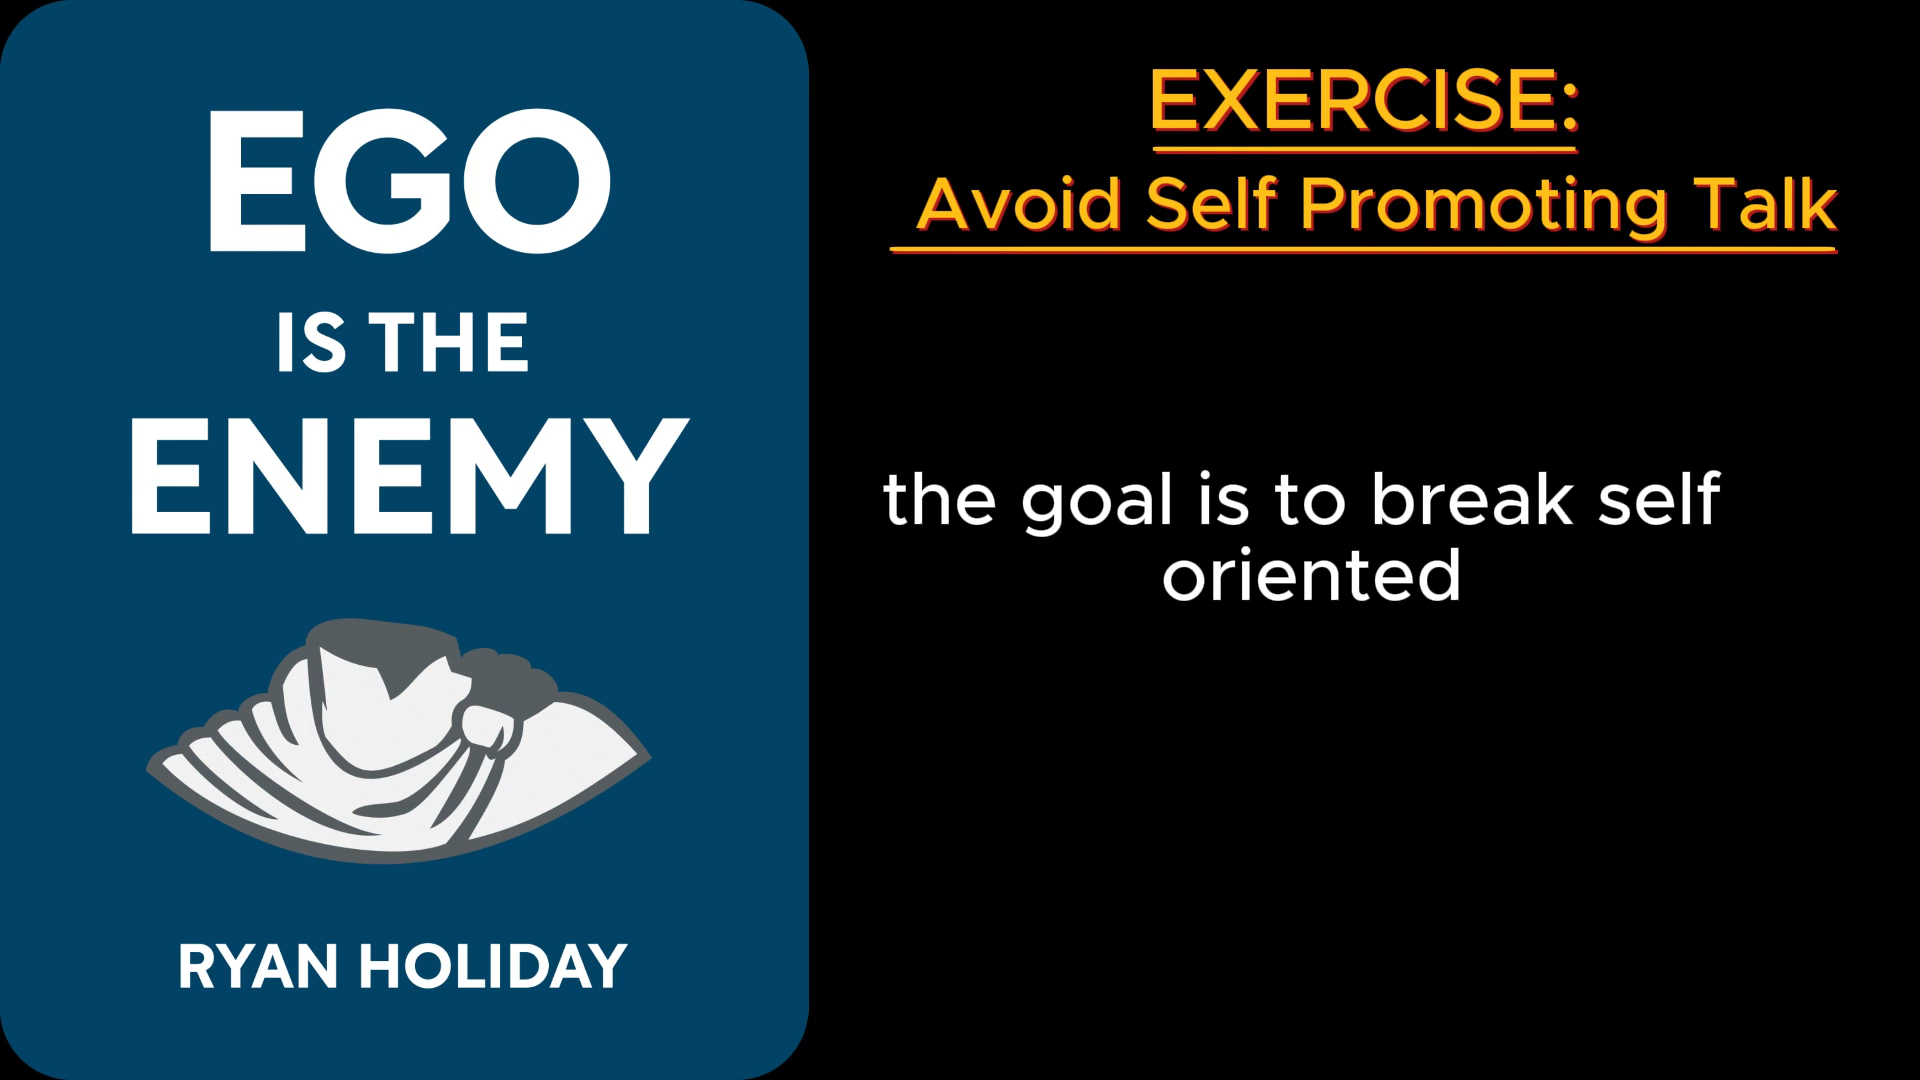 EGO
IS THE
ENEMY
RYAN HOLIDAY
EXERCISE:
Avoid Self Promoting Talk
the goal is to break self
oriented